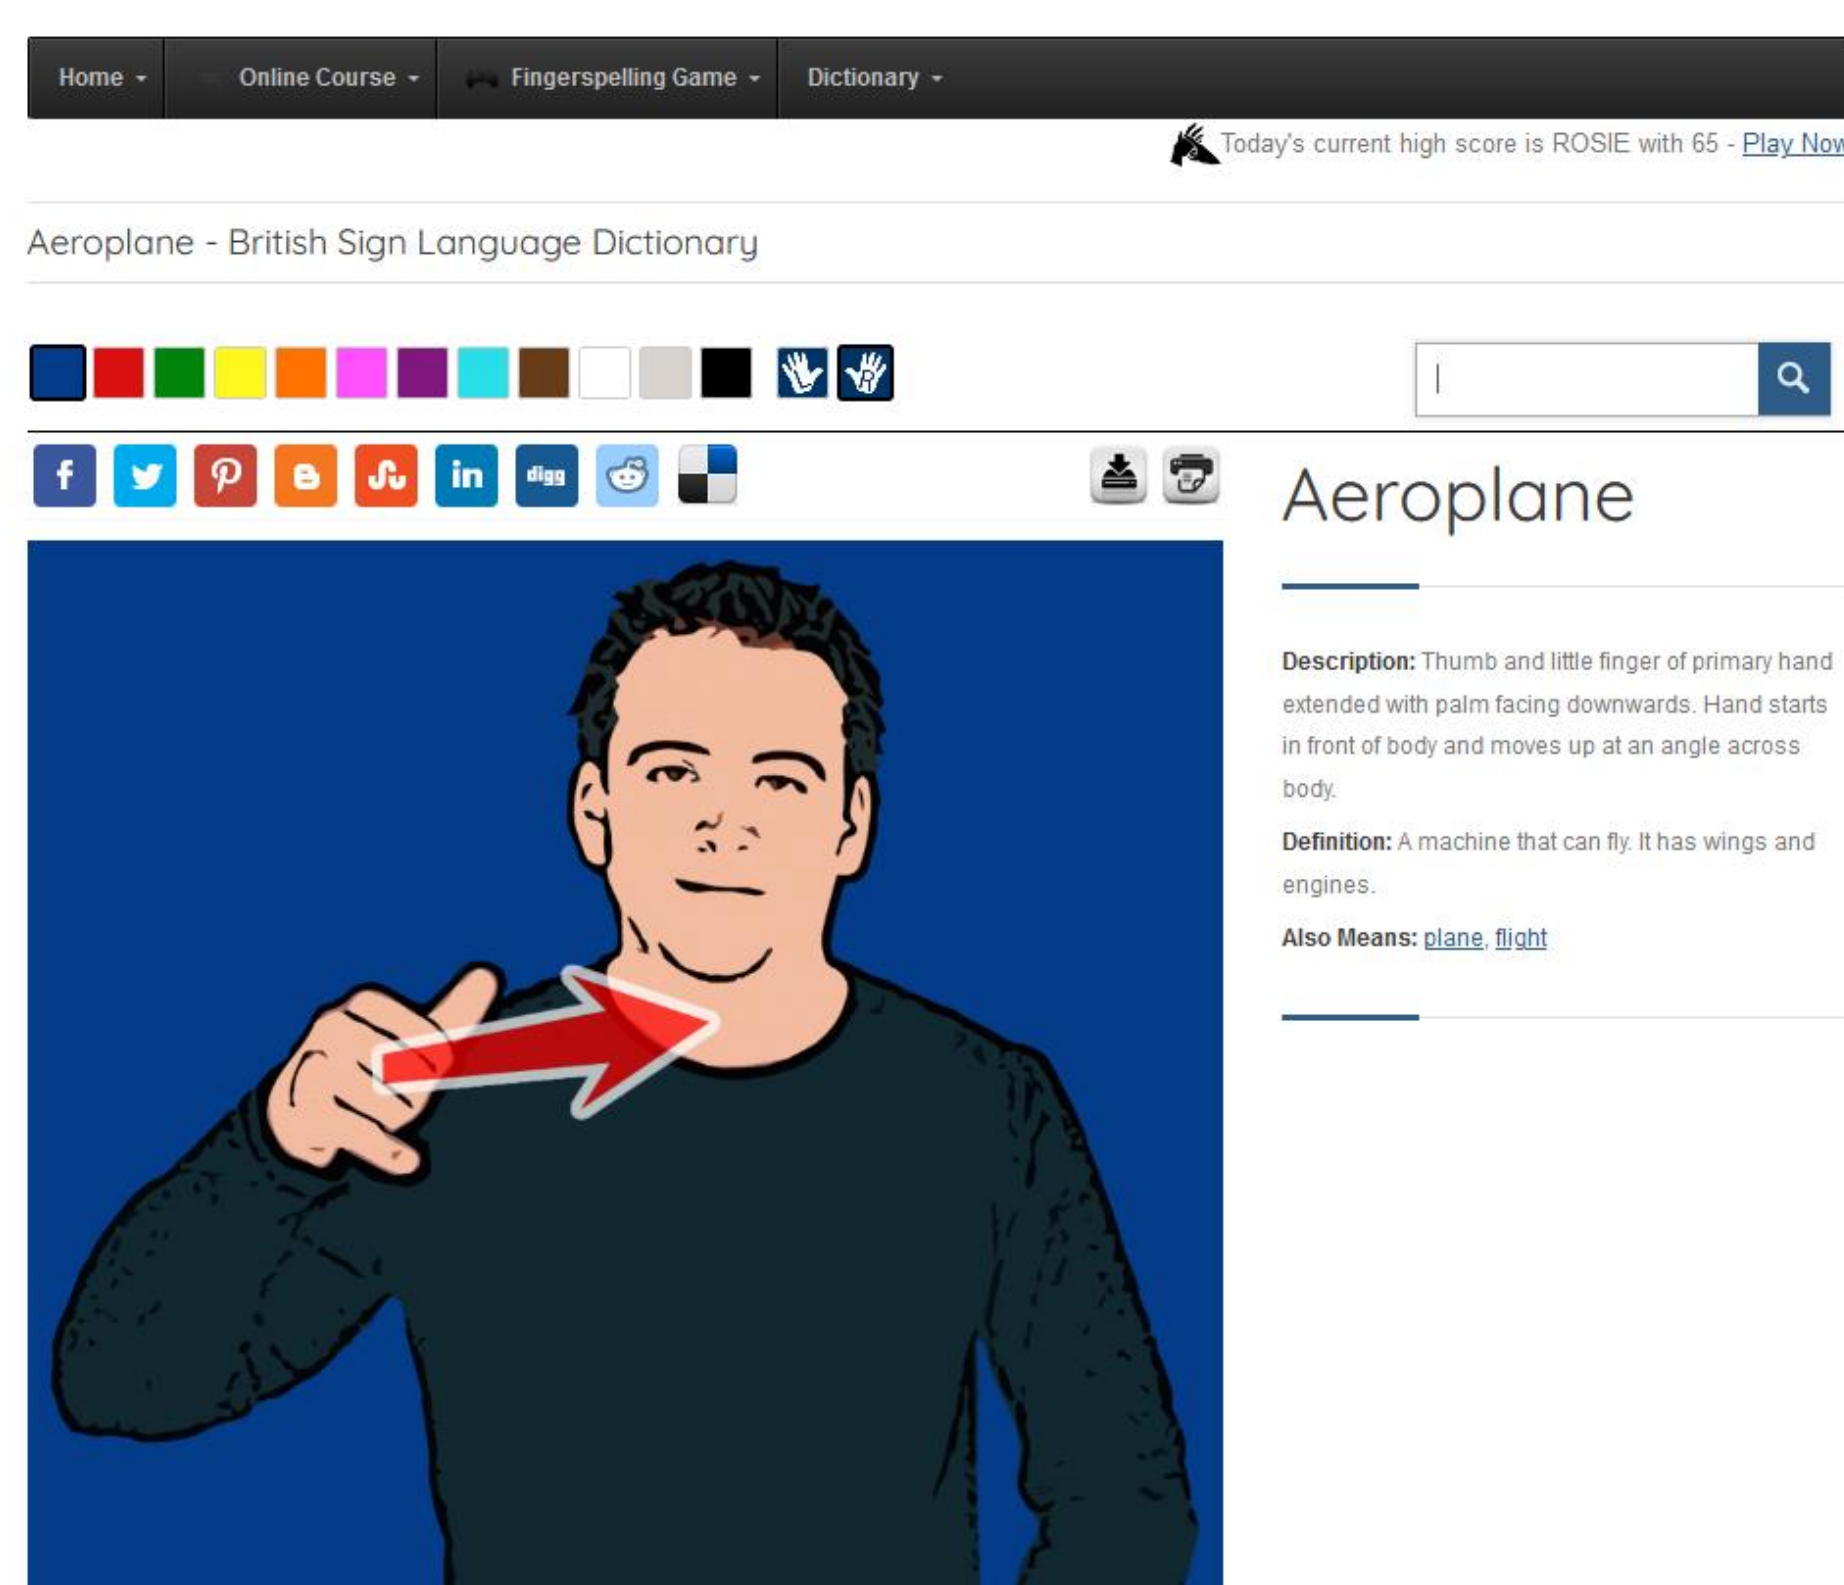 Home
Online Course
Fingerspelling Game
Dictionary
Today's current high score is ROSIE with 65 - Play Now
Aeroplane - British Sign Language Dictionary
L
R
f
in
digg
Aeroplane
Description: Thumb and little finger of primary hand
extended with palm facing downwards. Hand starts
in front of body and moves up at an angle across
body.
Definition: A machine that can fly. It has wings and
engines.
Also Means: plane, flight